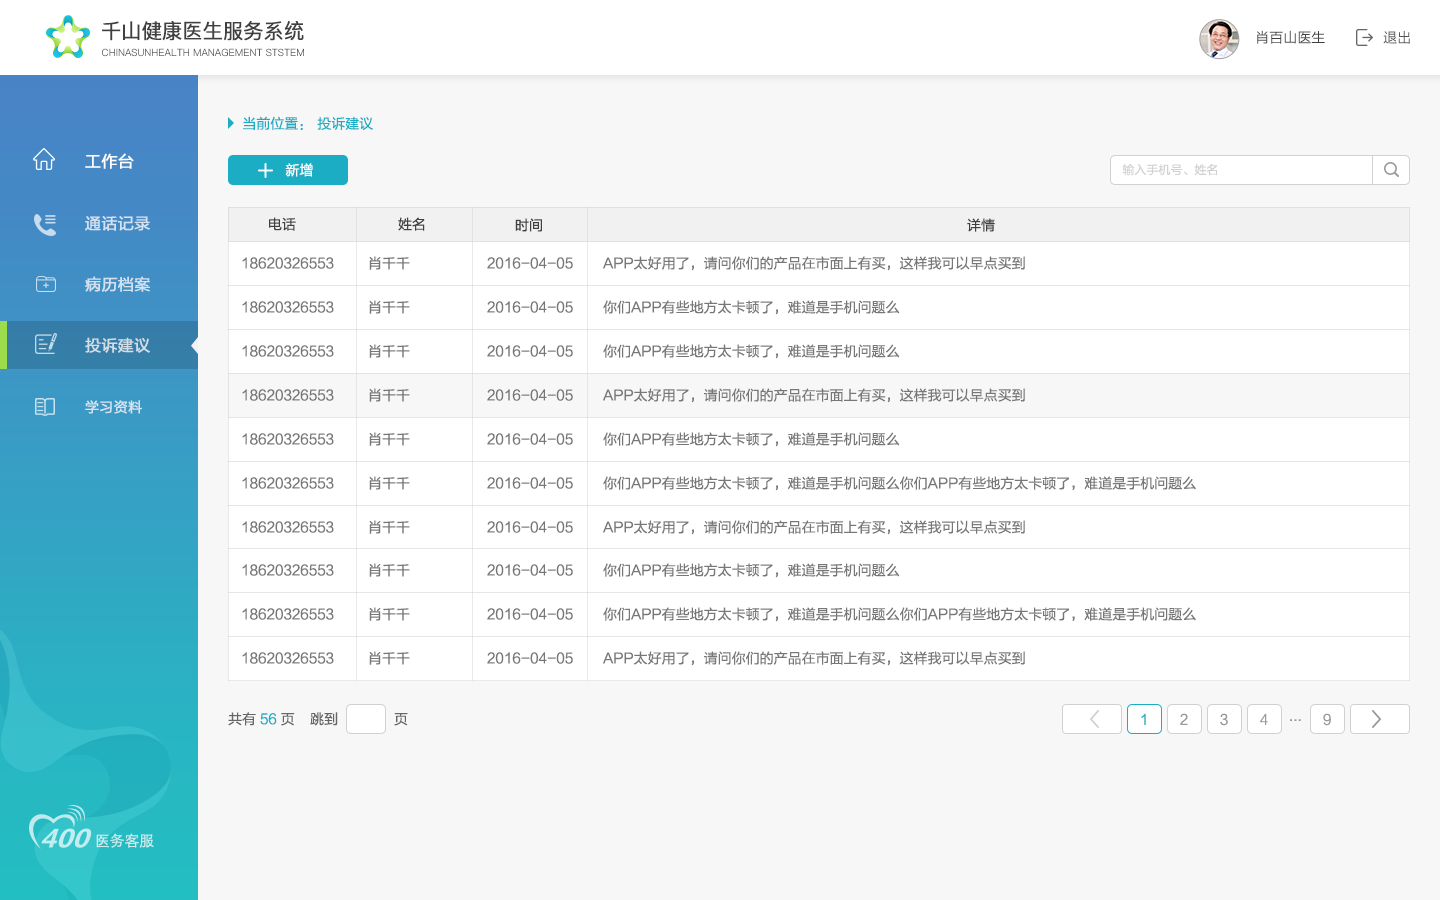 千山健康医生服务系统
CHINASUNHEALTH MANAGEMENT STSTEM
肖百山医生
退出
工作台
通话记录
病历档案
投诉建议
学习资料
400 医务客服
当前位置： 投诉建议
新增
输入手机号、姓名
电话 姓名 时间 详情
18620326553 肖千千 2016-04-05 APP太好用了，请问你们的产品在市面上有买，这样我可以早点买到
18620326553 肖千千 2016-04-05 你们APP有些地方太卡顿了，难道是手机问题么
18620326553 肖千千 2016-04-05 你们APP有些地方太卡顿了，难道是手机问题么
18620326553 肖千千 2016-04-05 APP太好用了，请问你们的产品在市面上有买，这样我可以早点买到
18620326553 肖千千 2016-04-05 你们APP有些地方太卡顿了，难道是手机问题么
18620326553 肖千千 2016-04-05 你们APP有些地方太卡顿了，难道是手机问题么你们APP有些地方太卡顿了，难道是手机问题么
18620326553 肖千千 2016-04-05 APP太好用了，请问你们的产品在市面上有买，这样我可以早点买到
18620326553 肖千千 2016-04-05 你们APP有些地方太卡顿了，难道是手机问题么
18620326553 肖千千 2016-04-05 你们APP有些地方太卡顿了，难道是手机问题么你们APP有些地方太卡顿了，难道是手机问题么
18620326553 肖千千 2016-04-05 APP太好用了，请问你们的产品在市面上有买，这样我可以早点买到
共有 56 页 跳到 页
1 2 3 4 ··· 9